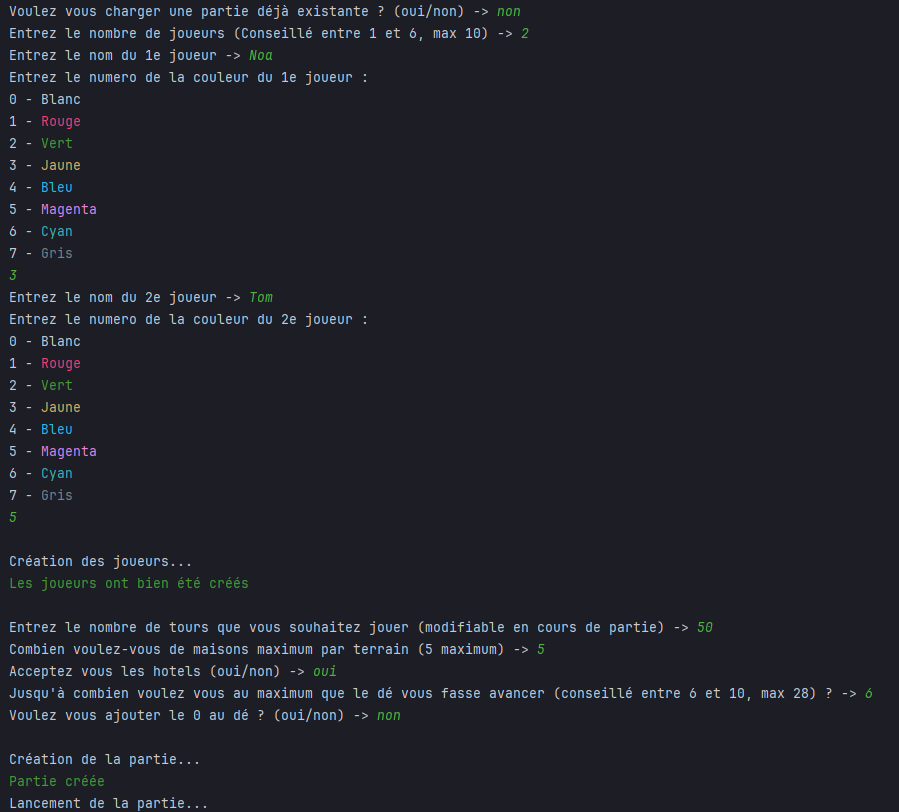 Voulez vous charger une partie déjà existante ? (oui/non) -> non
Entrez le nombre de joueurs (Conseillé entre 1 et 6, max 10) -> 2
Entrez le nom du 1e joueur -> Noa
Entrez le numero de la couleur du 1e joueur :
0 - Blanc
1 - Rouge
2 - Vert
3 - Jaune
4 - Bleu
5 - Magenta
6 - Cyan
7 - Gris
3
Entrez le nom du 2e joueur -> Tom
Entrez le numero de la couleur du 2e joueur :
0 - Blanc
1 - Rouge
2 - Vert
3 - Jaune
4 - Bleu
5 - Magenta
6 - Cyan
7 - Gris
5
Création des joueurs...
Les joueurs ont bien été créés
Entrez le nombre de tours que vous souhaitez jouer (modifiable en cours de partie) -> 50
Combien voulez-vous de maisons maximum par terrain (5 maximum) -> 5
Acceptez vous les hotels (oui/non) -> oui
Jusqu'à combien voulez vous au maximum que le dé vous fasse avancer (conseillé entre 6 et 10, max 28) ? -> 6
Voulez vous ajouter le 0 au dé ? (oui/non) -> non
Création de la partie...
Partie créée
Lancement de la partie...